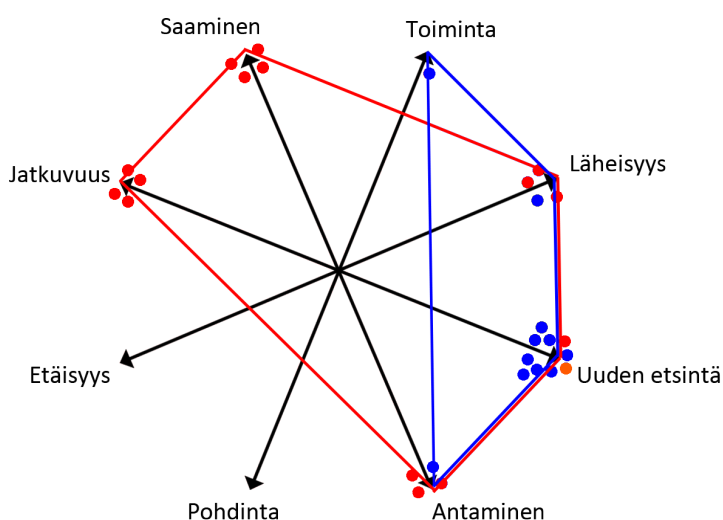 Saaminen
Toiminta
Läheisyys
Jatkuvuus
Etäisyys
Uuden etsintä
Pohdinta
Antaminen